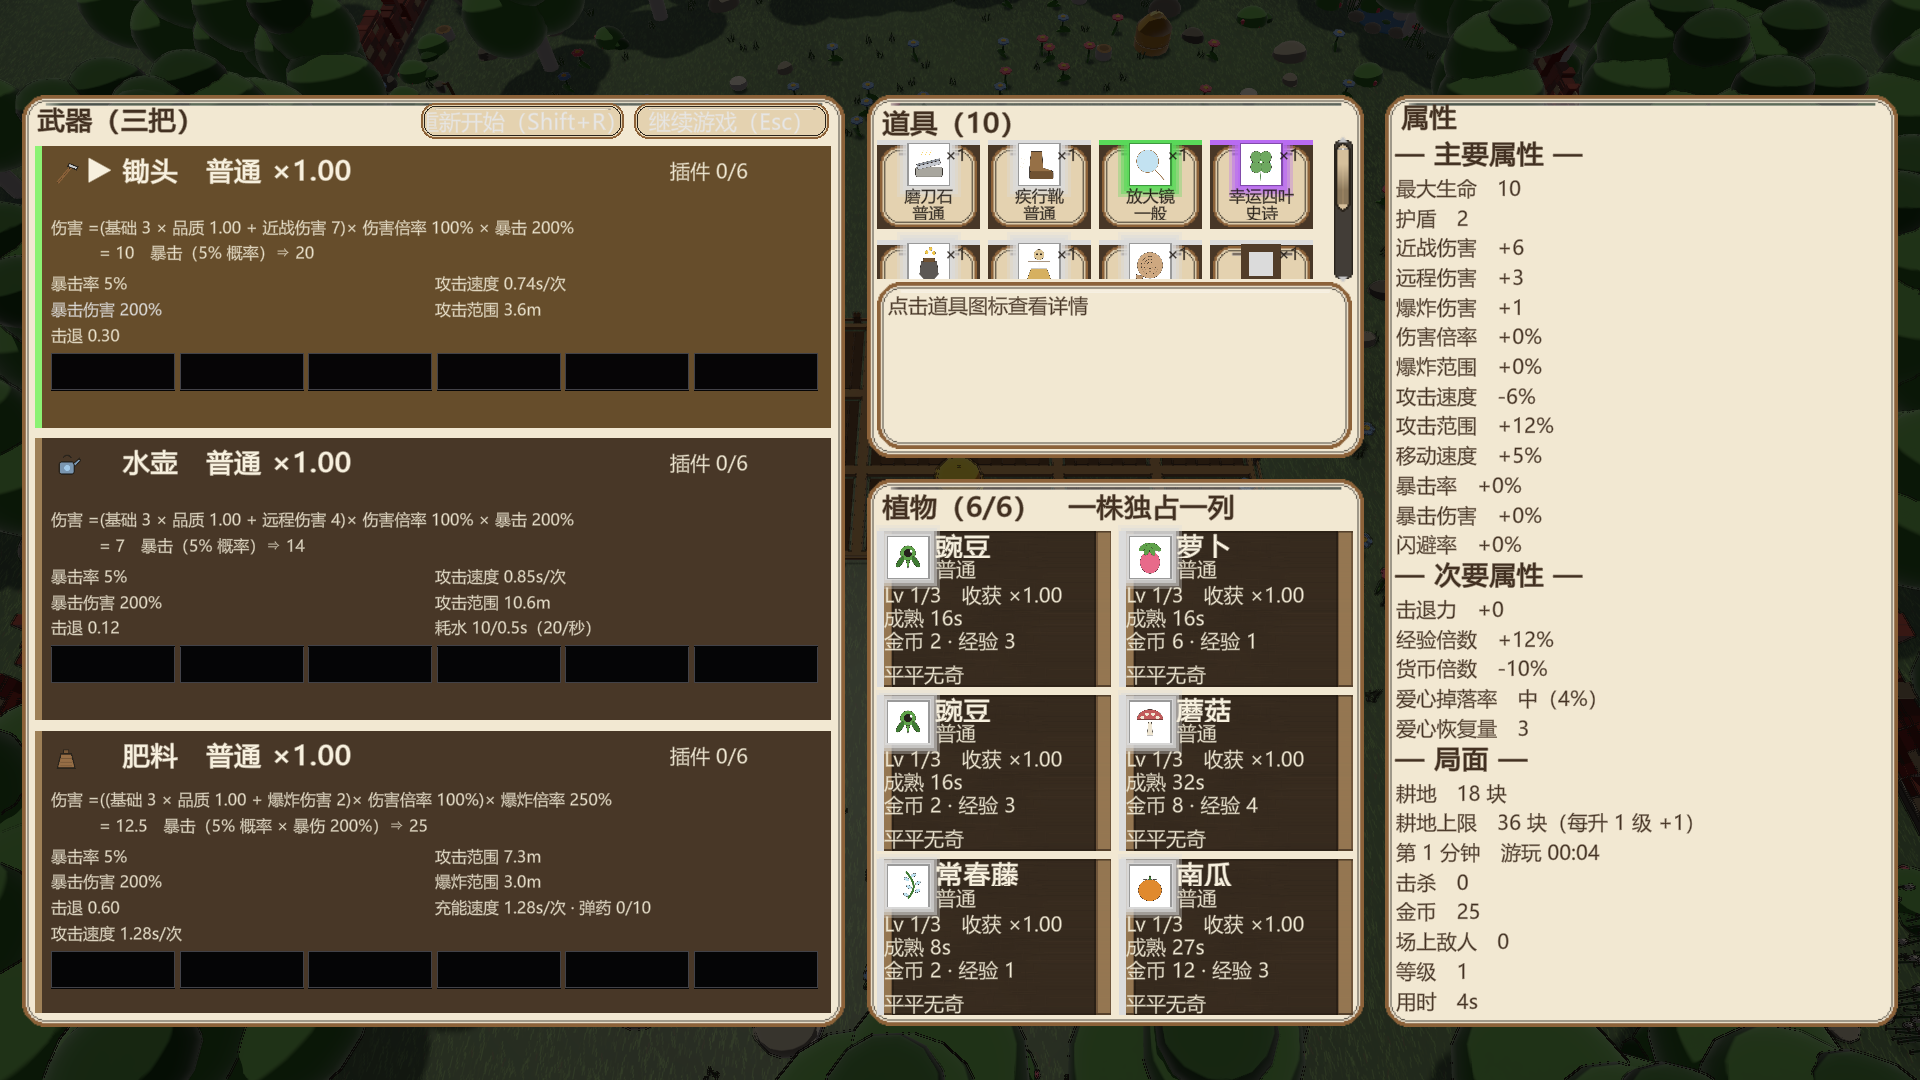 武器（三把）
重新开始（Shift+R）
继续游戏（Esc）
▶ 锄头 普通 ×1.00
插件 0/6
伤害 =(基础 3 × 品质 1.00 + 近战伤害 7)× 伤害倍率 100% × 暴击 200%
= 10 暴击（5% 概率）⇒ 20
暴击率 5%
攻击速度 0.74s/次
暴击伤害 200%
攻击范围 3.6m
击退 0.30
水壶 普通 ×1.00
插件 0/6
伤害 =(基础 3 × 品质 1.00 + 远程伤害 4)× 伤害倍率 100% × 暴击 200%
= 7 暴击（5% 概率）⇒ 14
暴击率 5%
攻击速度 0.85s/次
暴击伤害 200%
攻击范围 10.6m
击退 0.12
耗水 10/0.5s（20/秒）
肥料 普通 ×1.00
插件 0/6
伤害 =((基础 3 × 品质 1.00 + 爆炸伤害 2)× 伤害倍率 100%)× 爆炸倍率 250%
= 12.5 暴击（5% 概率 × 暴伤 200%）⇒ 25
暴击率 5%
攻击范围 7.3m
暴击伤害 200%
爆炸范围 3.0m
击退 0.60
充能速度 1.28s/次 · 弹药 0/10
攻击速度 1.28s/次
道具（10）
×1
×1
×1
×1
磨刀石
普通
疾行靴
普通
放大镜
一般
幸运四叶
史诗
×1
×1
×1
×1
点击道具图标查看详情
植物（6/6） 一株独占一列
豌豆
普通
Lv 1/3 收获 ×1.00
成熟 16s
金币 2 · 经验 3
平平无奇
萝卜
普通
Lv 1/3 收获 ×1.00
成熟 16s
金币 6 · 经验 1
平平无奇
豌豆
普通
Lv 1/3 收获 ×1.00
成熟 16s
金币 2 · 经验 3
平平无奇
蘑菇
普通
Lv 1/3 收获 ×1.00
成熟 32s
金币 8 · 经验 4
平平无奇
常春藤
普通
Lv 1/3 收获 ×1.00
成熟 8s
金币 2 · 经验 1
平平无奇
南瓜
普通
Lv 1/3 收获 ×1.00
成熟 27s
金币 12 · 经验 3
平平无奇
属性
— 主要属性 —
最大生命 10
护盾 2
近战伤害 +6
远程伤害 +3
爆炸伤害 +1
伤害倍率 +0%
爆炸范围 +0%
攻击速度 -6%
攻击范围 +12%
移动速度 +5%
暴击率 +0%
暴击伤害 +0%
闪避率 +0%
— 次要属性 —
击退力 +0
经验倍数 +12%
货币倍数 -10%
爱心掉落率 中（4%）
爱心恢复量 3
— 局面 —
耕地 18 块
耕地上限 36 块（每升 1 级 +1）
第 1 分钟 游玩 00:04
击杀 0
金币 25
场上敌人 0
等级 1
用时 4s